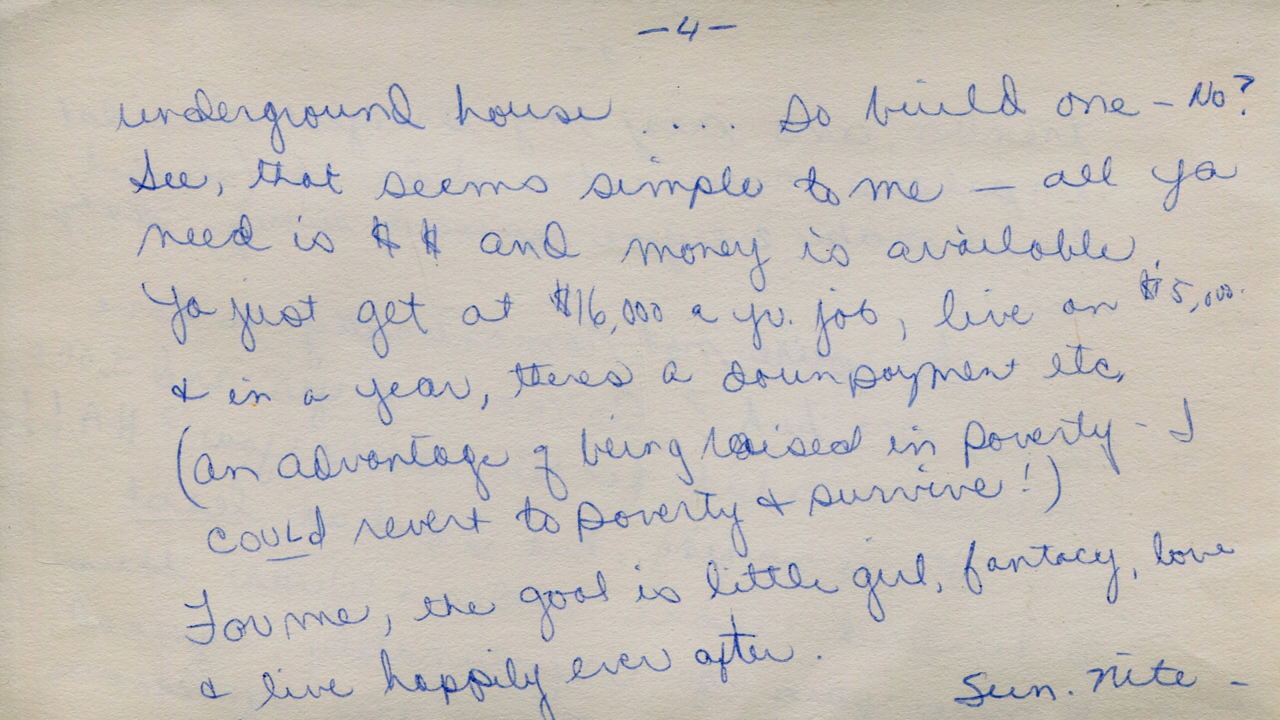 -4-
underground house .... So build one - No?
See, that seems simple to me - all ya
need is $ $ and money is available.
Ya just get at $16,000 a yr. job, live on $5,000.
& in a year, theres a downpayment etc,
(an advantage of being raised in poverty - I
could revert to poverty & survive!)
For me, the goal is little girl, fantacy, love
& live happily ever after.
Sun. Nite -